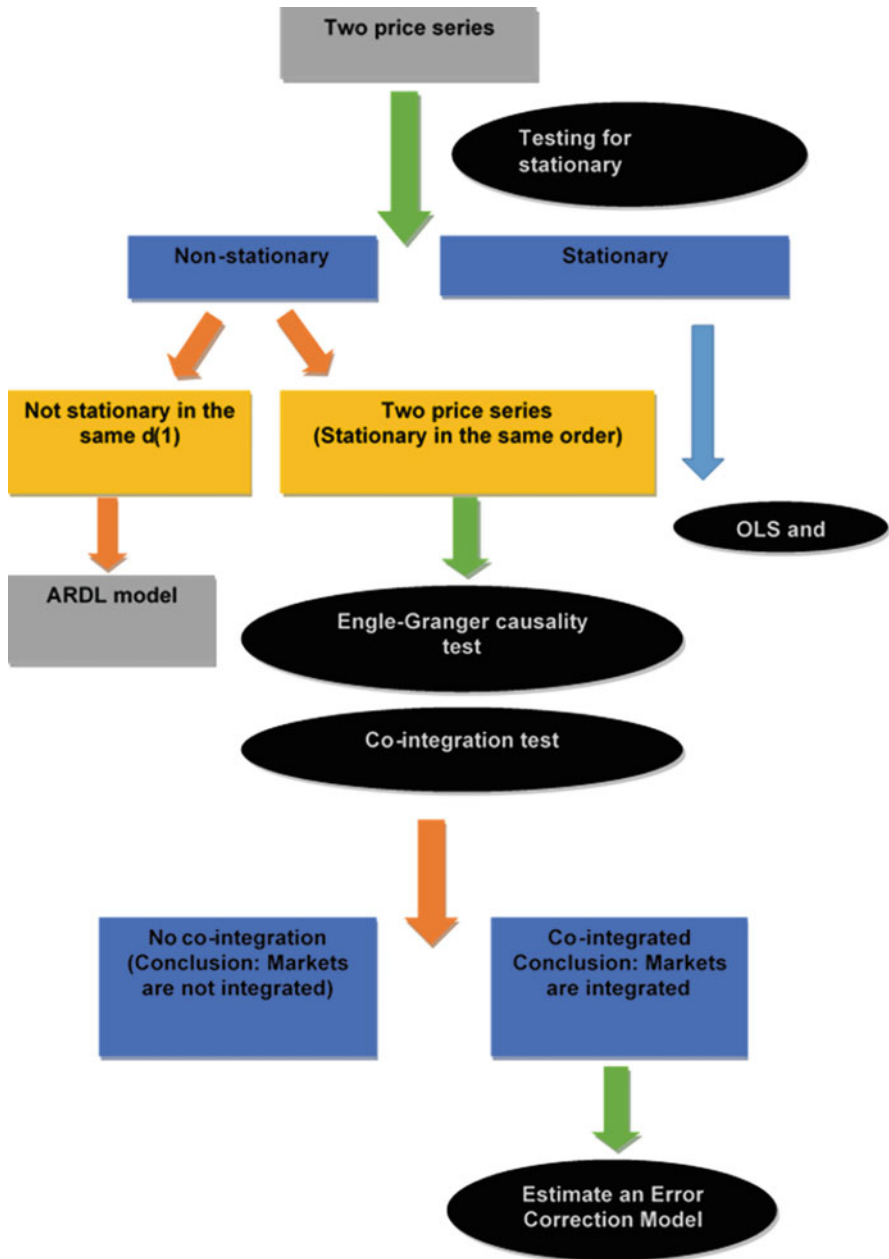 Two price series
Testing for
stationary
Non-stationary
Stationary
Not stationary in the
same d(1)
Two price series
(Stationary in the same order)
OLS and
ARDL model
Engle-Granger causality
test
Co-integration test
No co-integration
(Conclusion: Markets
are not integrated)
Co-integrated
Conclusion: Markets
are integrated
Estimate an Error
Correction Model